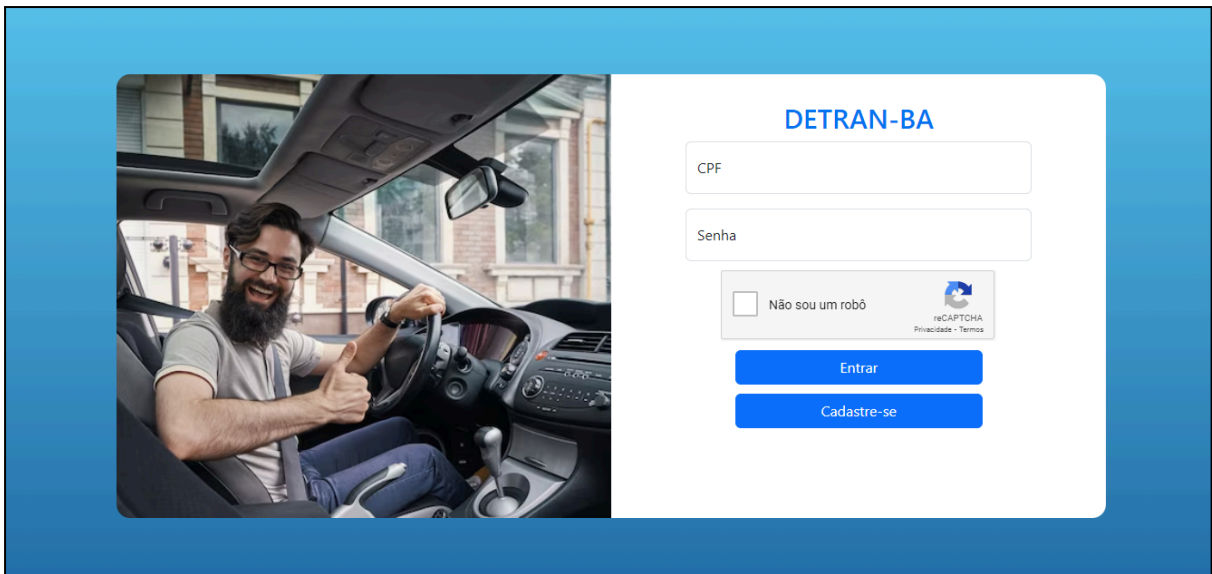 DETRAN-BA
CPF
Senha
Não sou um robô
reCAPTCHA
Privacidade - Termos
Entrar
Cadastre-se